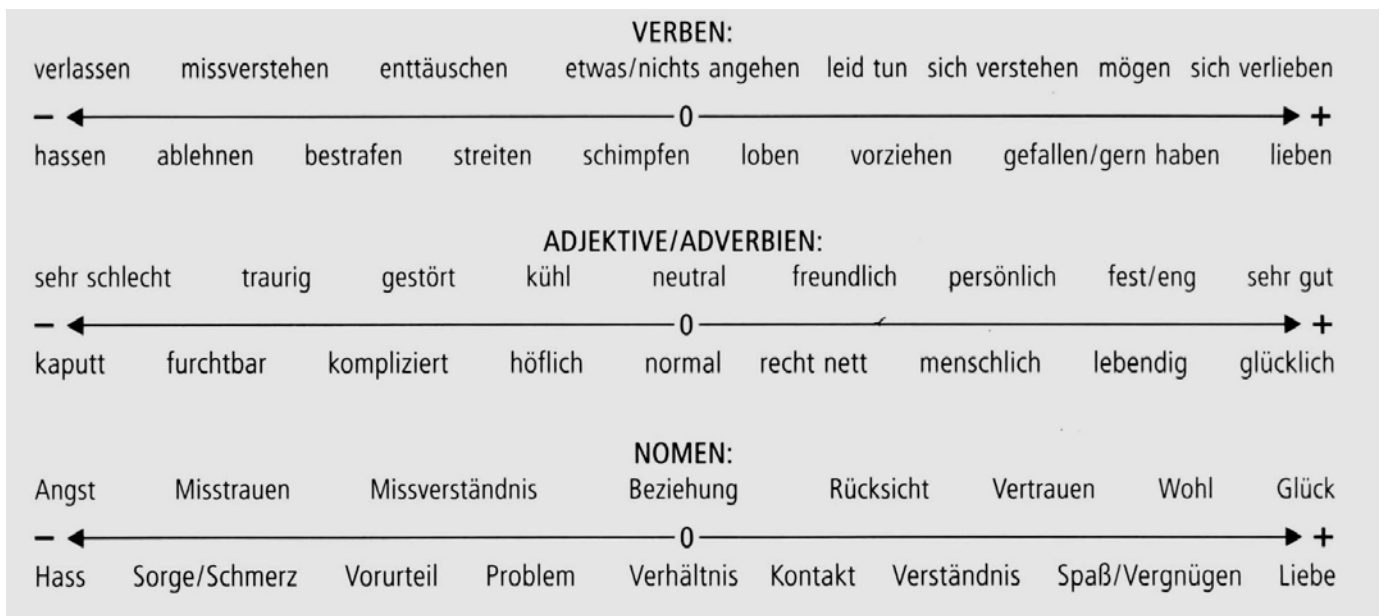 VERBEN:
verlassen missverstehen enttäuschen etwas/nichts angehen leid tun sich verstehen mögen sich verlieben
– 0 +
hassen ablehnen bestrafen streiten schimpfen loben vorziehen gefallen/gern haben lieben
ADJEKTIVE/ADVERBIEN:
sehr schlecht traurig gestört kühl neutral freundlich persönlich fest/eng sehr gut
– 0 +
kaputt furchtbar kompliziert höflich normal recht nett menschlich lebendig glücklich
NOMEN:
Angst Misstrauen Missverständnis Beziehung Rücksicht Vertrauen Wohl Glück
– 0 +
Hass Sorge/Schmerz Vorurteil Problem Verhältnis Kontakt Verständnis Spaß/Vergnügen Liebe